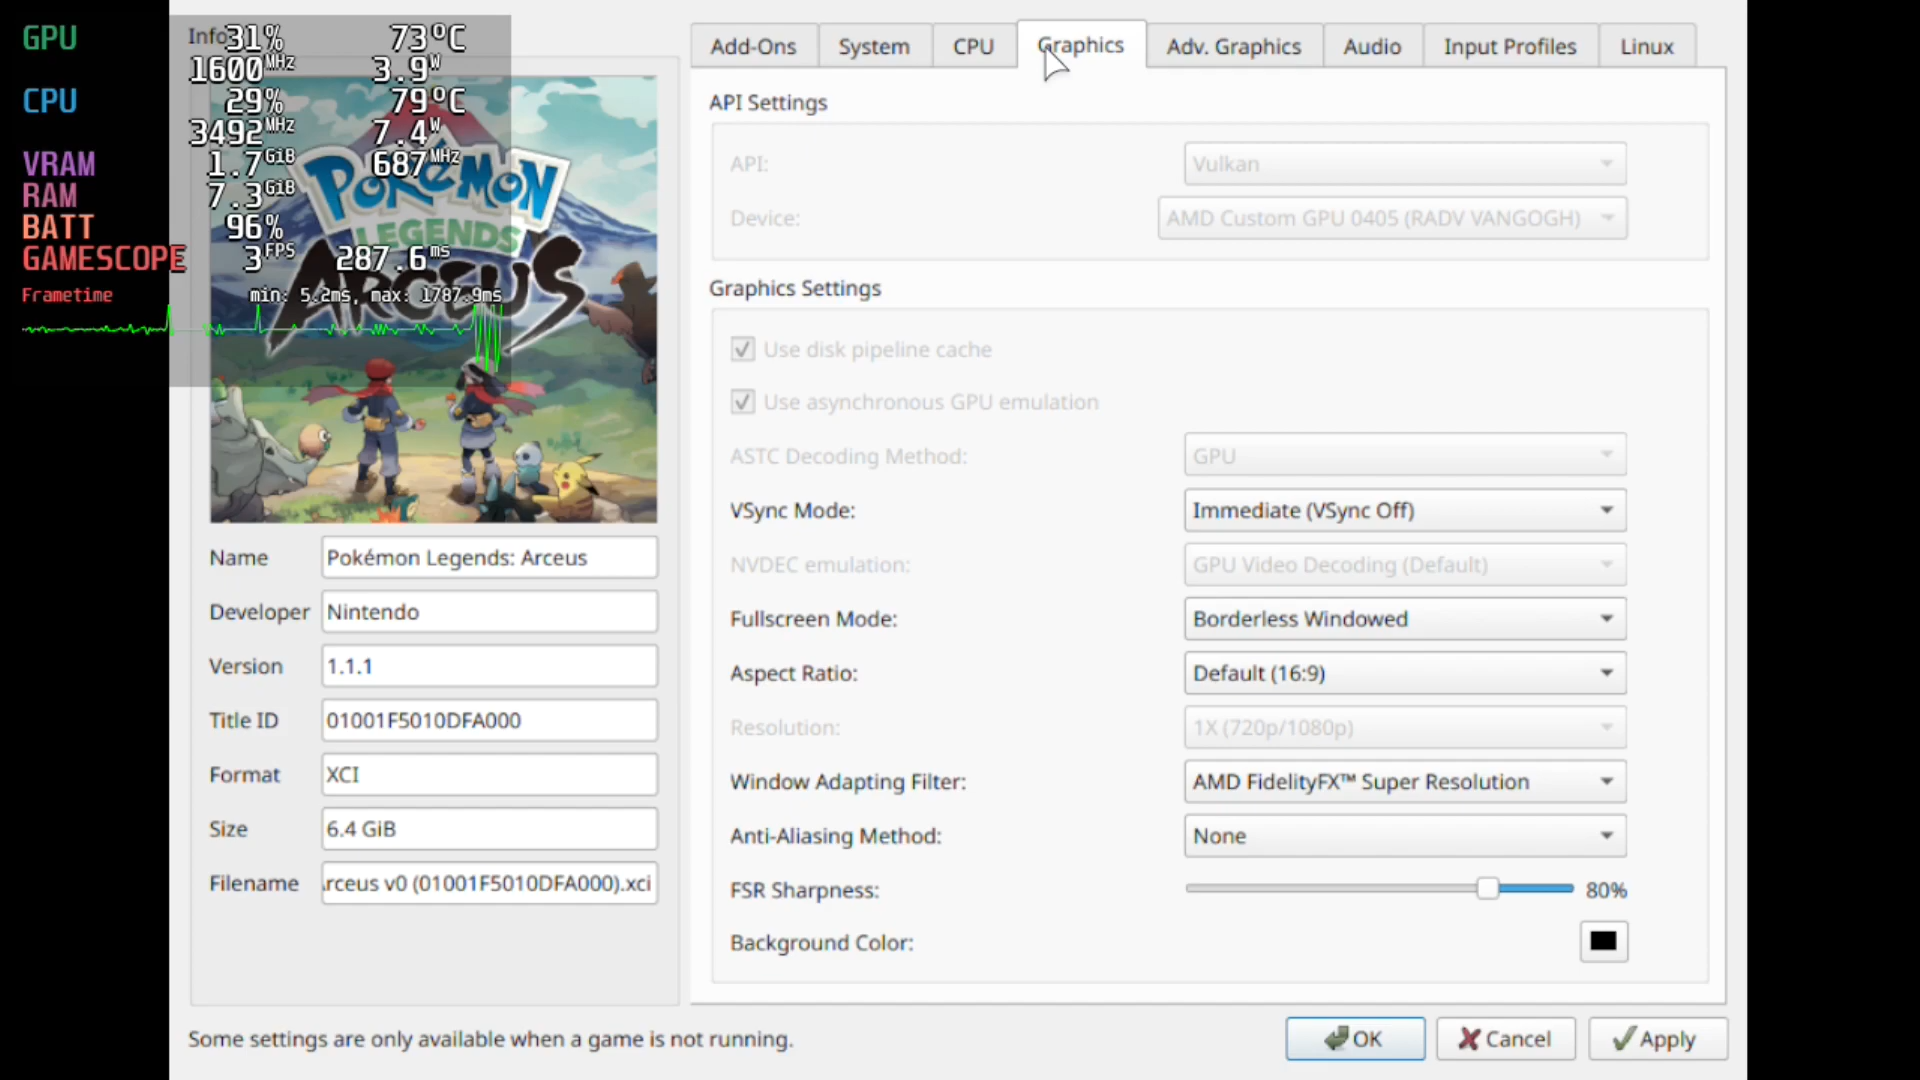 GPU 31% 73°C
1600MHz 3.9W
CPU 29% 79°C
3492MHz 7.4W
VRAM 1.7GiB 687MHz
RAM 7.3GiB
BATT 96%
GAMESCOPE 3FPS 287.6ms
Frametime min: 5.2ms, max: 1787.9ms
Info
POKÉMON
LEGENDS
ARCEUS
Name Pokémon Legends: Arceus
Developer Nintendo
Version 1.1.1
Title ID 01001F5010DFA000
Format XCI
Size 6.4 GiB
Filename rceus v0 (01001F5010DFA000).xci
Add-Ons System CPU Graphics Adv. Graphics Audio Input Profiles Linux
API Settings
API: Vulkan
Device: AMD Custom GPU 0405 (RADV VANGOGH)
Graphics Settings
Use disk pipeline cache
Use asynchronous GPU emulation
ASTC Decoding Method: GPU
VSync Mode: Immediate (VSync Off)
NVDEC emulation: GPU Video Decoding (Default)
Fullscreen Mode: Borderless Windowed
Aspect Ratio: Default (16:9)
Resolution: 1X (720p/1080p)
Window Adapting Filter: AMD FidelityFX™ Super Resolution
Anti-Aliasing Method: None
FSR Sharpness: 80%
Background Color:
Some settings are only available when a game is not running.
OK Cancel Apply